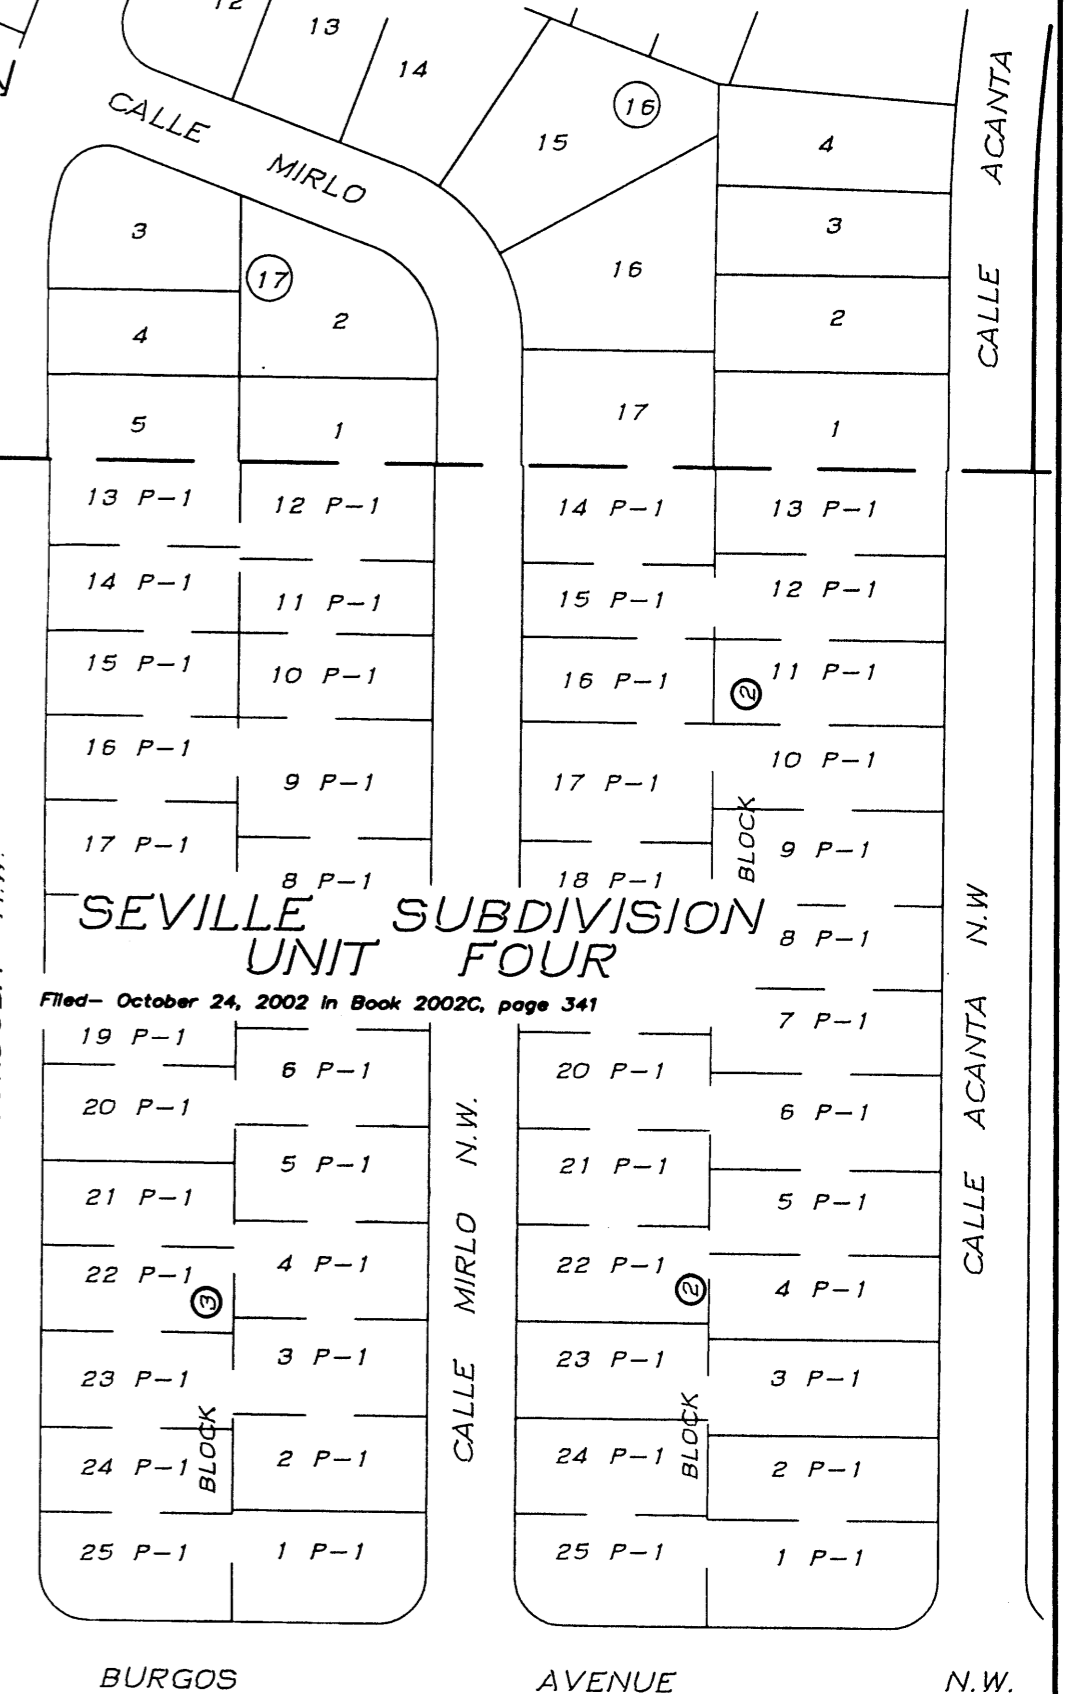 12
13
14
CALLE MIRLO
15
16
4
CALLE ACANTA
3
3
17
16
2
2
4
17
5
1
1
13 P-1
12 P-1
14 P-1
13 P-1
14 P-1
11 P-1
15 P-1
12 P-1
15 P-1
10 P-1
16 P-1
2
11 P-1
16 P-1
9 P-1
17 P-1
10 P-1
17 P-1
BLOCK
9 P-1
8 P-1
18 P-1
SEVILLE SUBDIVISION
UNIT FOUR
8 P-1
Filed- October 24, 2002 in Book 2002C, page 341
19 P-1
7 P-1
6 P-1
20 P-1
20 P-1
6 P-1
5 P-1
21 P-1
21 P-1
5 P-1
22 P-1
4 P-1
22 P-1
4 P-1
3
2
23 P-1
3 P-1
23 P-1
3 P-1
BLOCK
BLOCK
24 P-1
2 P-1
24 P-1
2 P-1
25 P-1
1 P-1
25 P-1
1 P-1
CALLE MIRLO N.W.
CALLE ACANTA N.W
BURGOS AVENUE N.W.